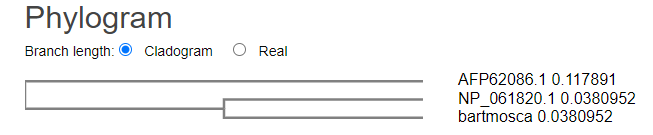 Phylogram
Branch length: Cladogram Real
AFP62086.1 0.117891
NP_061820.1 0.0380952
bartmosca 0.0380952